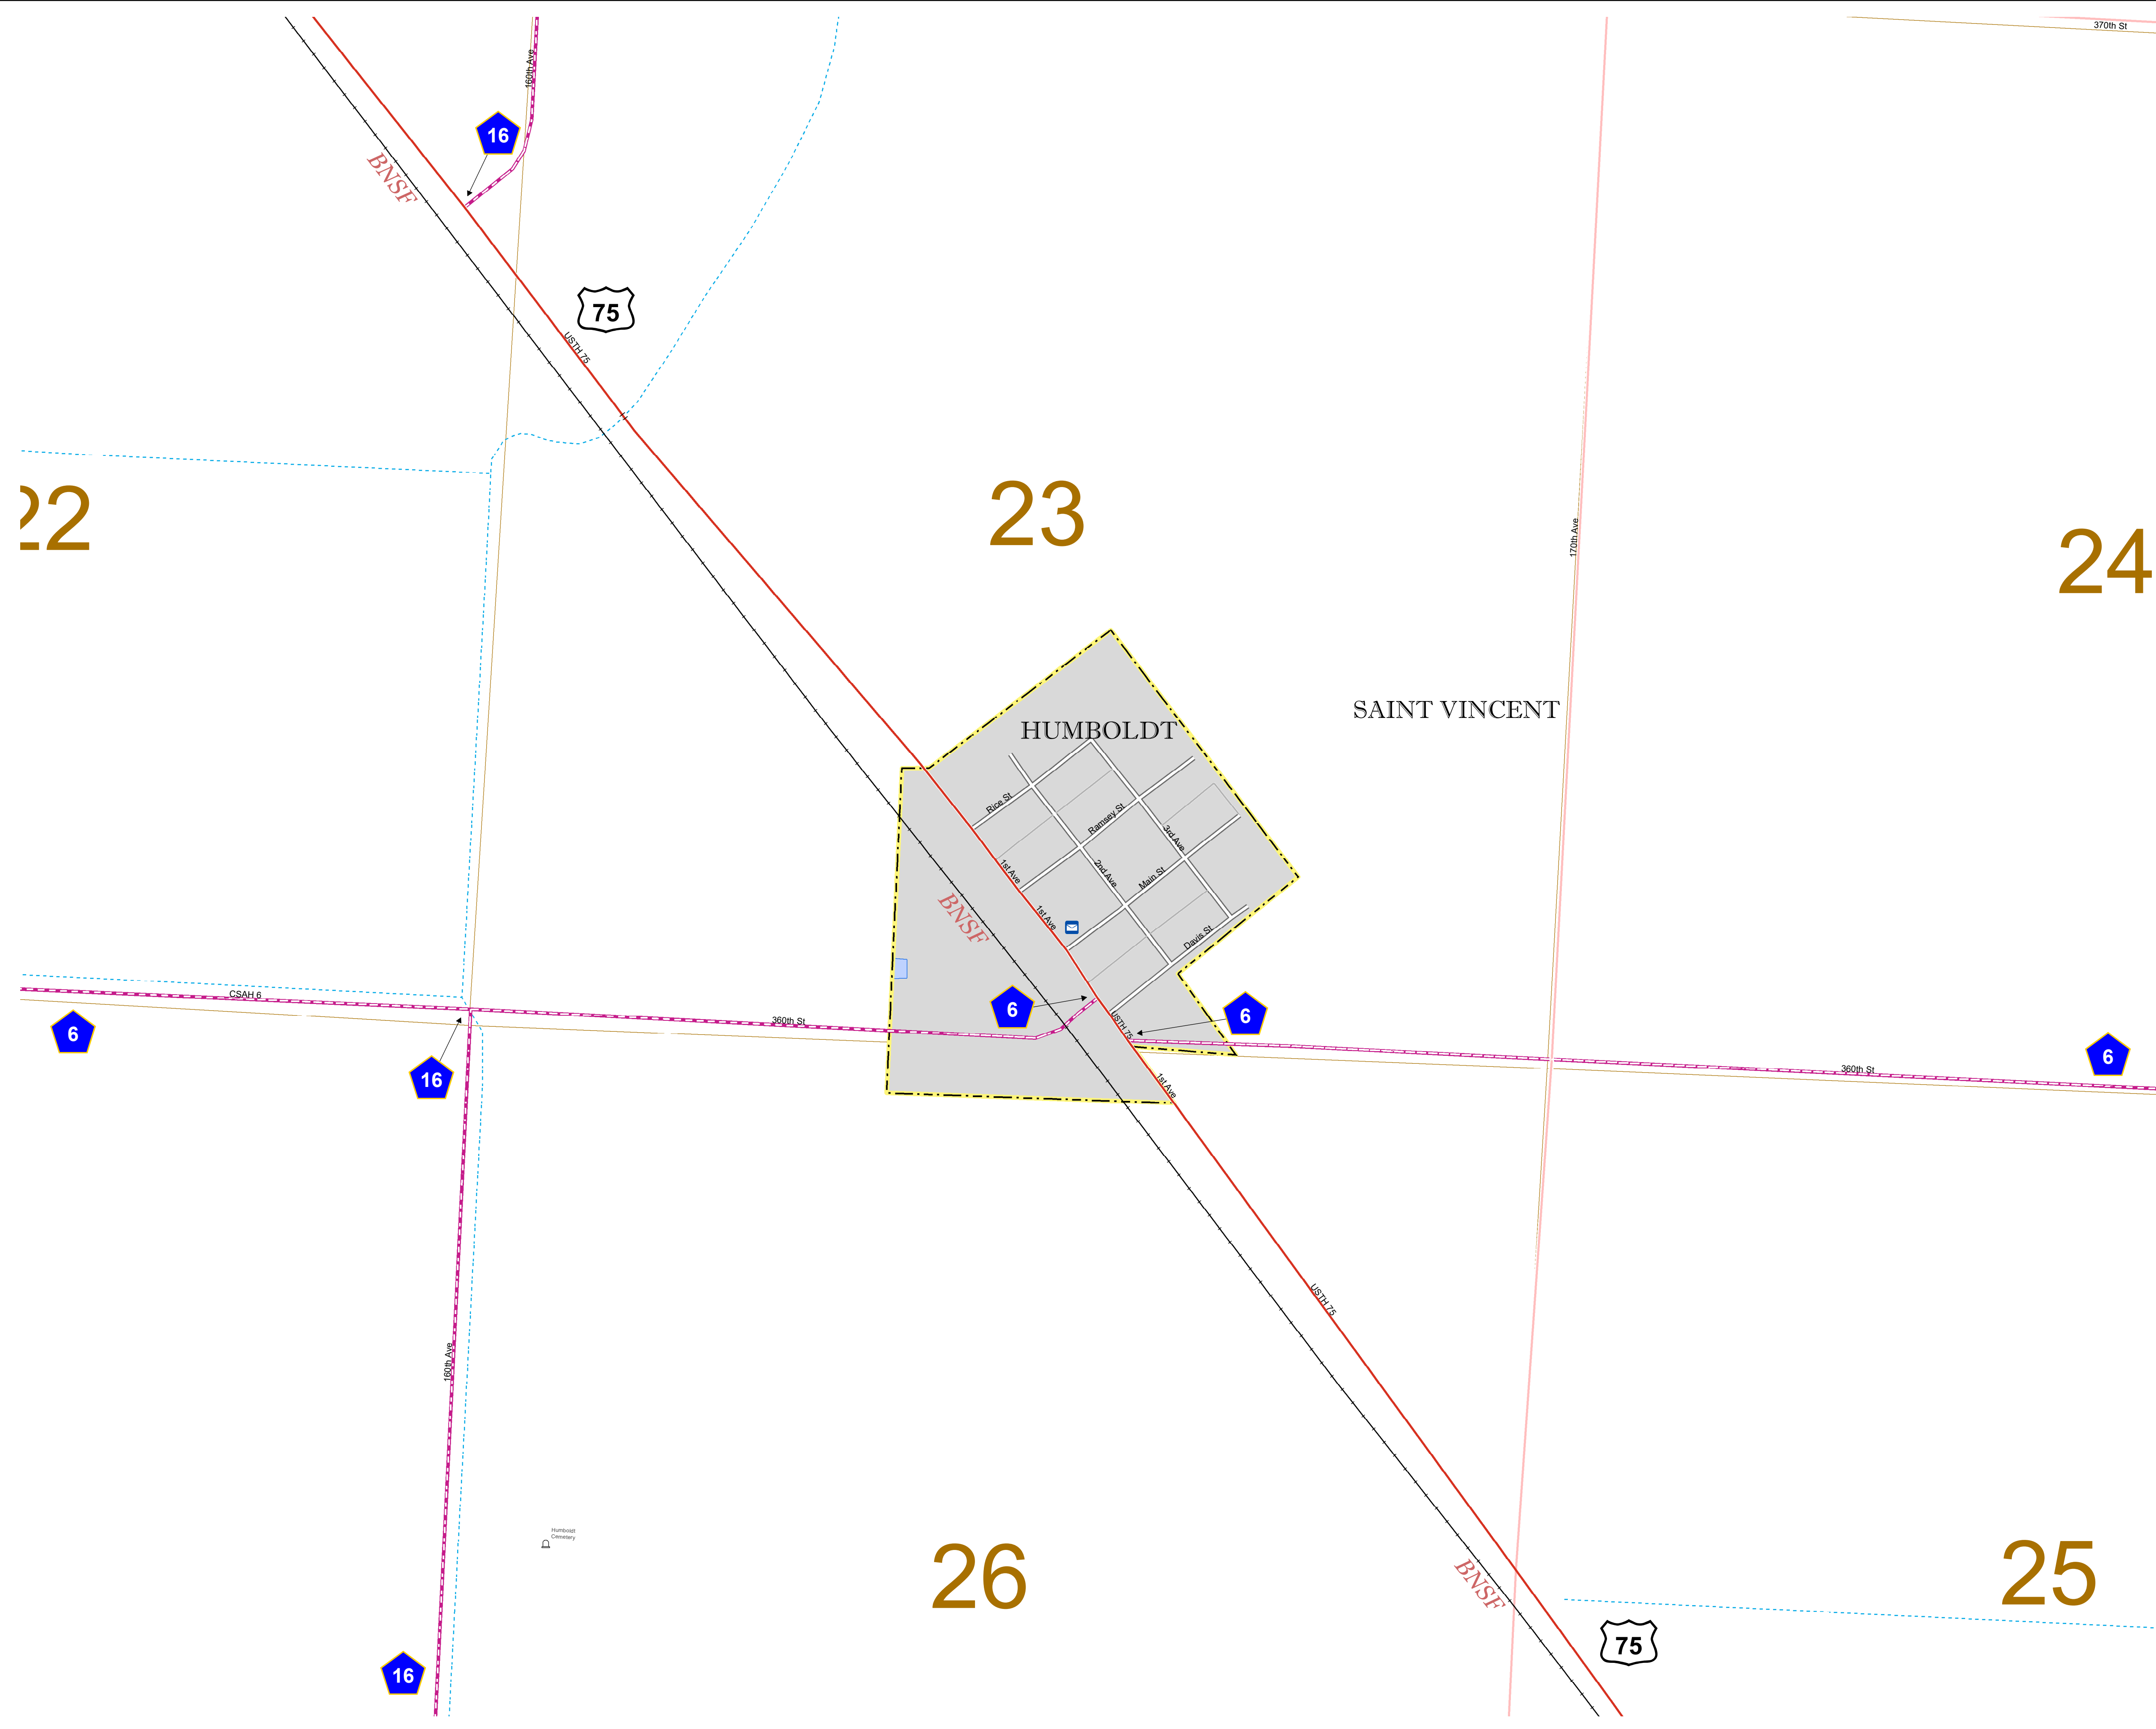 370th St
160th Ave
16
BNSF
75
USTH 75
22
23
24
170th Ave
SAINT VINCENT
HUMBOLDT
Rice St
Ramsey St
3rd Ave
1st Ave
2nd Ave
Main St
1st Ave
BNSF
Davis St
CSAH 6
6
360th St
6
USTH 75
6
6
360th St
16
1st Ave
USTH 75
160th Ave
Humboldt
Cemetery
26
25
BNSF
75
16